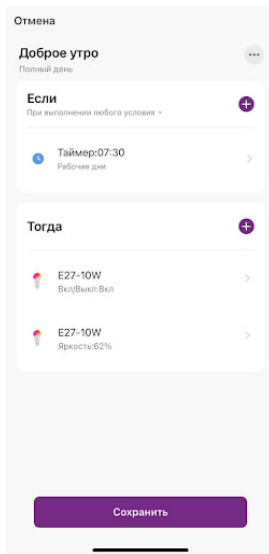 Отмена
Доброе утро
Полный день
Если
При выполнении любого условия
Таймер:07:30
Рабочие дни
Тогда
E27-10W
Вкл/Выкл:Вкл
E27-10W
Яркость:62%
Сохранить